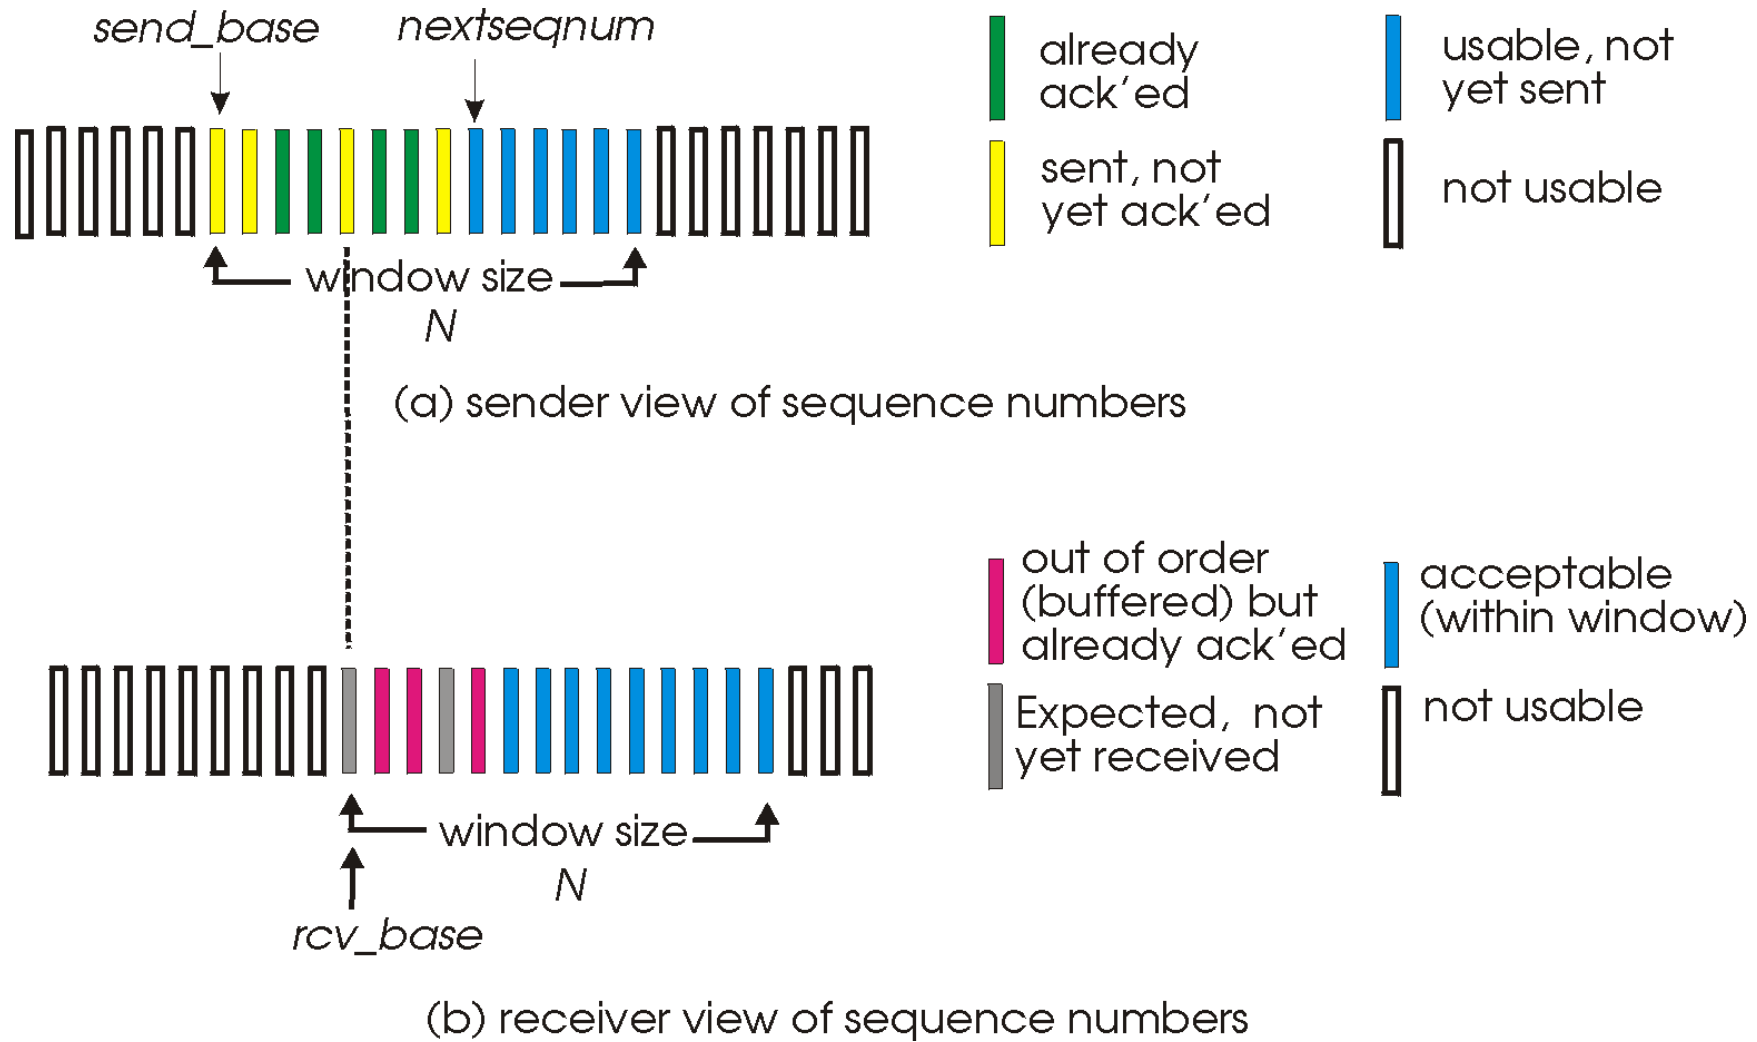 send_base
nextseqnum
already
ack'ed
usable, not
yet sent
sent, not
yet ack'ed
not usable
window size
N
(a) sender view of sequence numbers
out of order
(buffered) but
already ack'ed
acceptable
(within window)
Expected, not
yet received
not usable
window size
N
rcv_base
(b) receiver view of sequence numbers